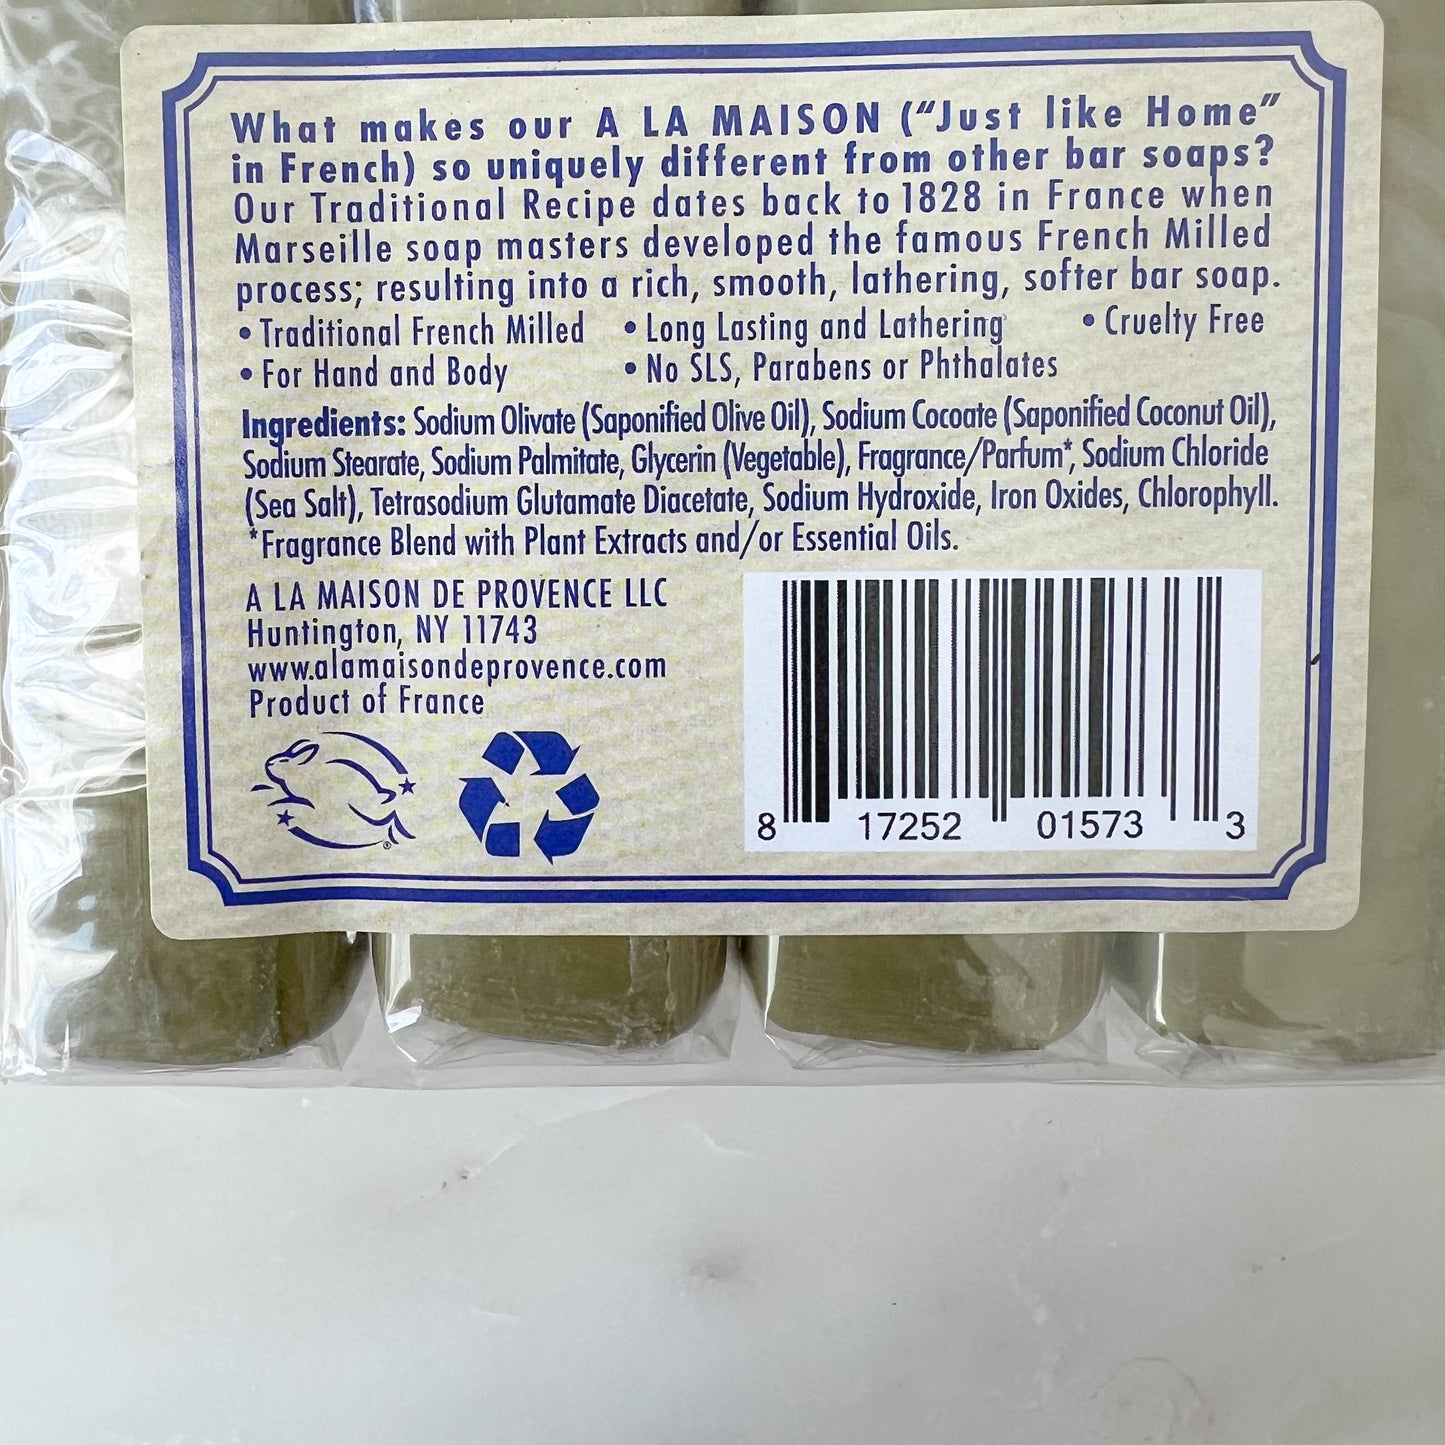 What makes our A LA MAISON (“Just like Home”
in French) so uniquely different from other bar soaps?
Our Traditional Recipe dates back to 1828 in France when
Marseille soap masters developed the famous French Milled
process; resulting into a rich, smooth, lathering, softer bar soap.
• Traditional French Milled • Long Lasting and Lathering • Cruelty Free
• For Hand and Body • No SLS, Parabens or Phthalates
Ingredients: Sodium Olivate (Saponified Olive Oil), Sodium Cocoate (Saponified Coconut Oil),
Sodium Stearate, Sodium Palmitate, Glycerin (Vegetable), Fragrance/Parfum*, Sodium Chloride
(Sea Salt), Tetrasodium Glutamate Diacetate, Sodium Hydroxide, Iron Oxides, Chlorophyll.
*Fragrance Blend with Plant Extracts and/or Essential Oils.
A LA MAISON DE PROVENCE LLC
Huntington, NY 11743
www.alamaisondeprovence.com
Product of France
®
8 17252 01573 3